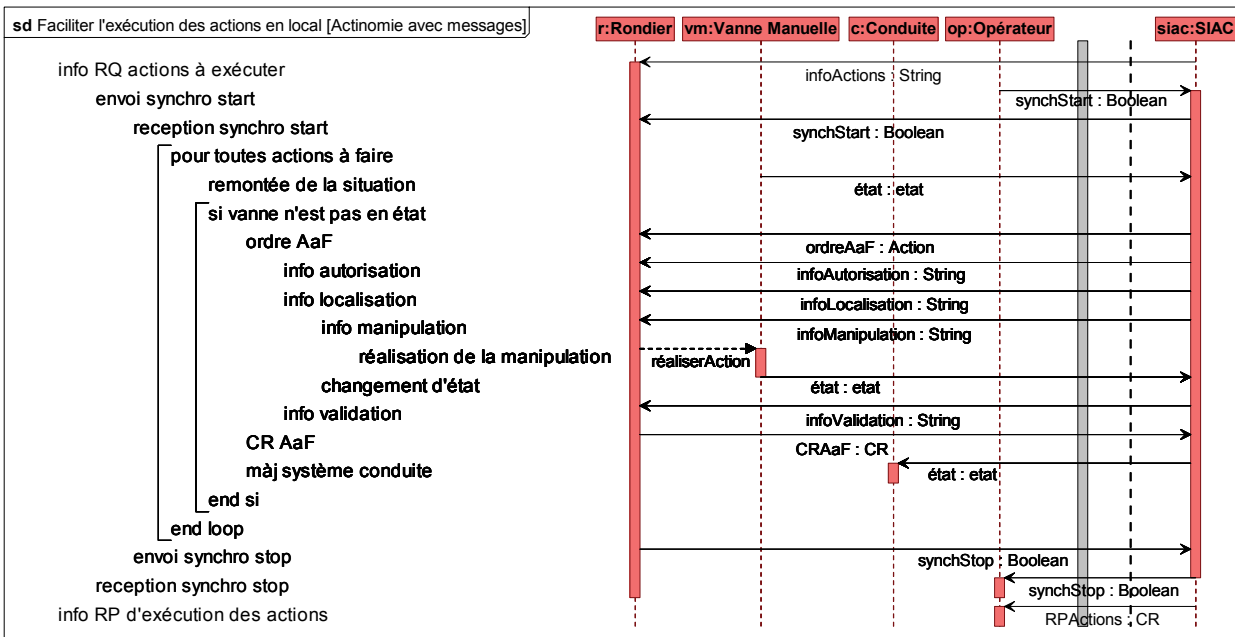 sd Faciliter l'exécution des actions en local [Actinomie avec messages]
r:Rondier
vm:Vanne Manuelle
c:Conduite
op:Opérateur
siac:SIAC
info RQ actions à exécuter
infoActions : String
envoi synchro start
synchStart : Boolean
reception synchro start
synchStart : Boolean
pour toutes actions à faire
remontée de la situation
état : etat
si vanne n'est pas en état
ordre AaF
ordreAaF : Action
info autorisation
infoAutorisation : String
info localisation
infoLocalisation : String
info manipulation
infoManipulation : String
réalisation de la manipulation
réaliserAction
changement d'état
état : etat
info validation
infoValidation : String
CR AaF
CRAaF : CR
màj système conduite
état : etat
end si
end loop
envoi synchro stop
synchStop : Boolean
reception synchro stop
synchStop : Boolean
info RP d'exécution des actions
RPActions : CR